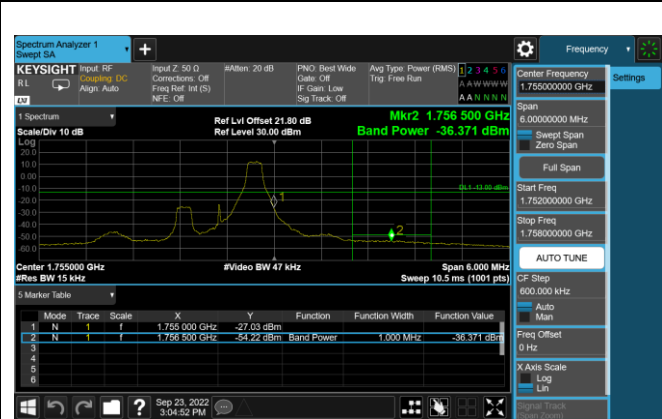 Spectrum Analyzer 1
Swept SA
Frequency
KEYSIGHT
RL
LXI
Input: RF
Coupling: DC
Align: Auto
Input Z: 50 Ω
Corrections: Off
Freq Ref: Int (S)
NFE: Off
#Atten: 20 dB
PNO: Best Wide
Gate: Off
IF Gain: Low
Sig Track: Off
Avg Type: Power (RMS)
Trig: Free Run
1 2 3 4 5 6
A A W W W W
A A N N N N
1 Spectrum
Scale/Div 10 dB
Ref Lvl Offset 21.80 dB
Ref Level 30.00 dBm
Mkr2 1.756 500 GHz
Band Power -36.371 dBm
Log
20.0
10.0
0.00
-10.0
-20.0
-30.0
-40.0
-50.0
-60.0
DL1 -13.00 dBm
1
2
Center 1.755000 GHz
#Res BW 15 kHz
#Video BW 47 kHz
Span 6.000 MHz
Sweep 10.5 ms (1001 pts)
5 Marker Table
Mode Trace Scale X Y Function Function Width Function Value
1 N 1 f 1.755 000 GHz -27.03 dBm
2 N 1 f 1.756 500 GHz -54.22 dBm Band Power 1.000 MHz -36.371 dBm
3
4
5
6
Sep 23, 2022
3:04:52 PM
Center Frequency
1.755000000 GHz
Span
6.00000000 MHz
Swept Span
Zero Span
Full Span
Start Freq
1.752000000 GHz
Stop Freq
1.758000000 GHz
AUTO TUNE
CF Step
600.000 kHz
Auto
Man
Freq Offset
0 Hz
X Axis Scale
Log
Lin
Signal Track
(Span Zoom)
Settings